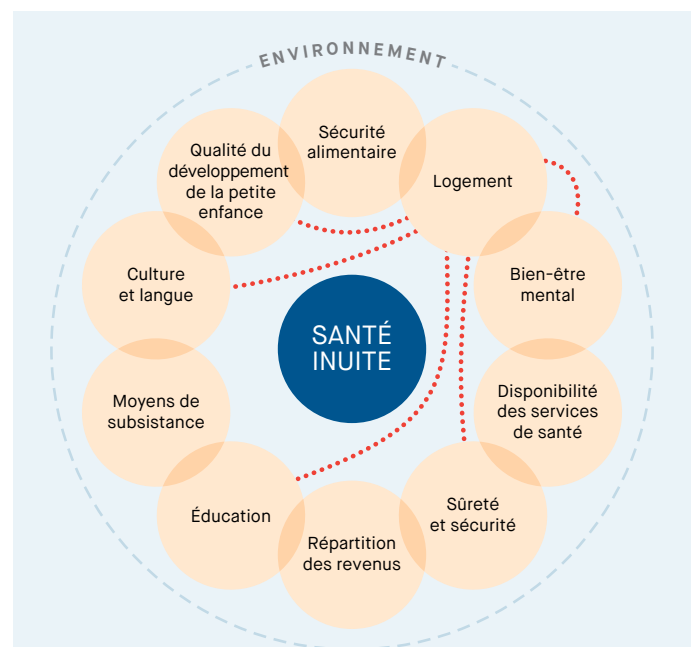 ENVIRONNEMENT
Sécurité
alimentaire
Logement
Bien-être
mental
Disponibilité
des services
de santé
Sûreté
et sécurité
Répartition
des revenus
Éducation
Moyens de
subsistance
Culture
et langue
Qualité du
développement
de la petite
enfance
SANTÉ
INUITE